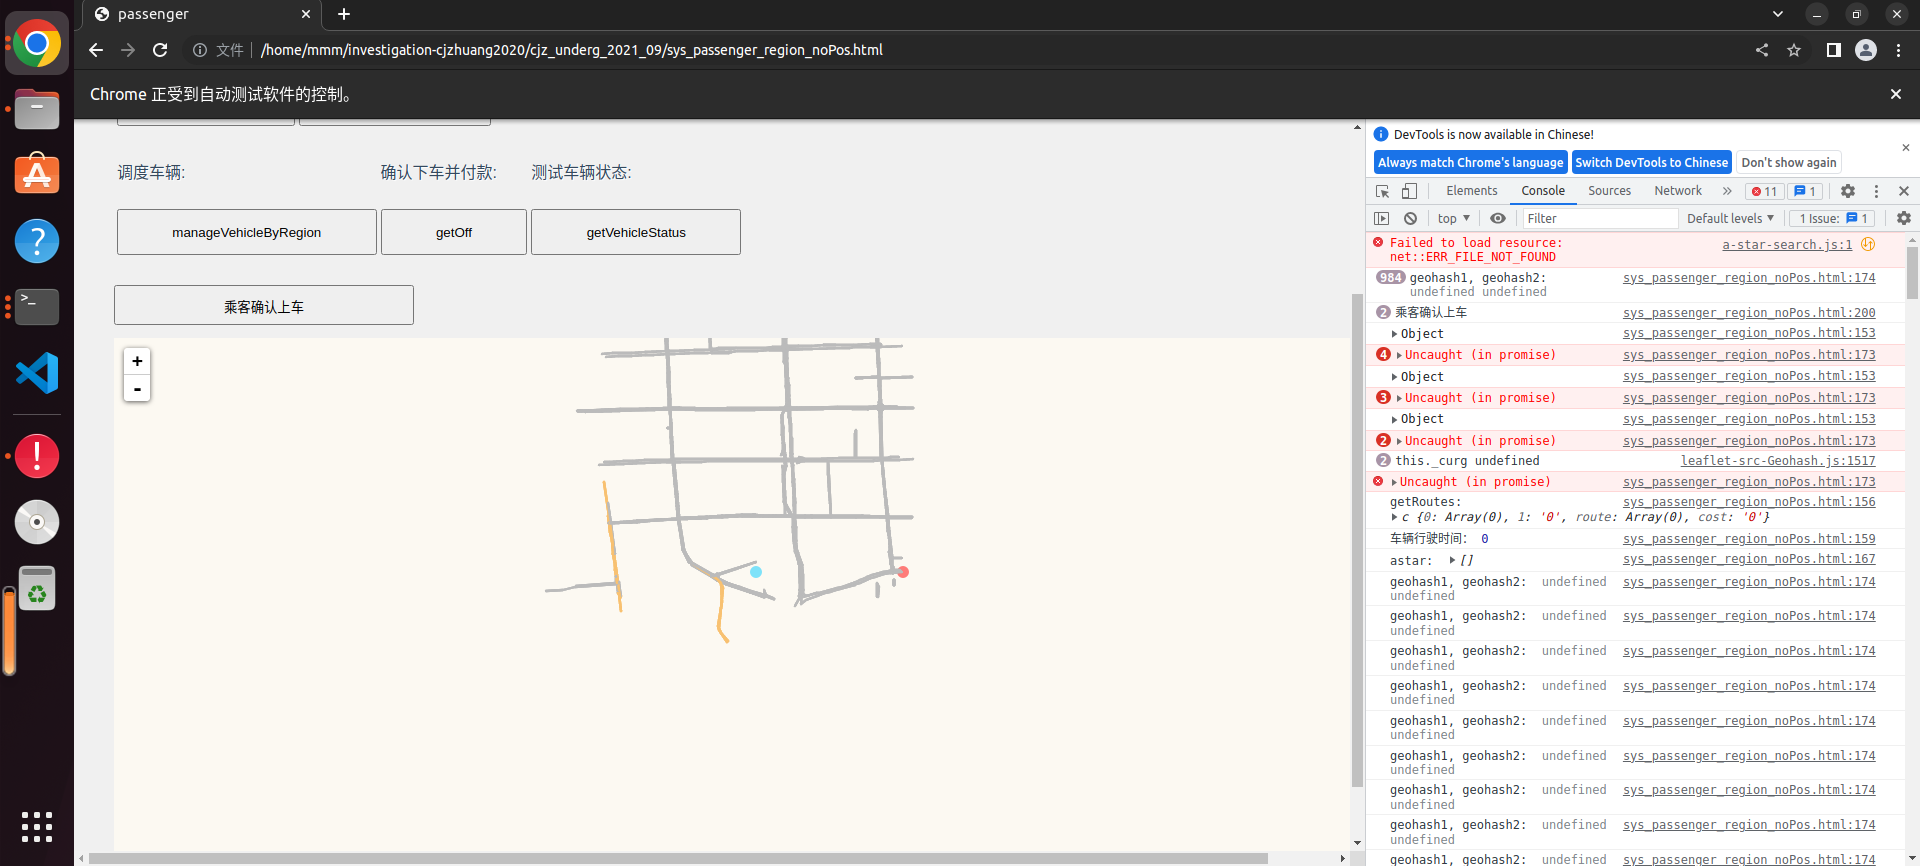 passenger
文件
/home/mmm/investigation-cjzhuang2020/cjz_underg_2021_09/sys_passenger_region_noPos.html
Chrome 正受到自动测试软件的控制。
调度车辆:
确认下车并付款:
测试车辆状态:
manageVehicleByRegion
getOff
getVehicleStatus
乘客确认上车
+
-
DevTools is now available in Chinese!
Always match Chrome's language
Switch DevTools to Chinese
Don't show again
Elements
Console
Sources
Network
11
1
top
Filter
Default levels
1 Issue: 1
Failed to load resource: a-star-search.js:1
net::ERR_FILE_NOT_FOUND
984 geohash1, geohash2: sys_passenger_region_noPos.html:174
undefined undefined
2 乘客确认上车 sys_passenger_region_noPos.html:200
Object sys_passenger_region_noPos.html:153
4 Uncaught (in promise) sys_passenger_region_noPos.html:173
Object sys_passenger_region_noPos.html:153
3 Uncaught (in promise) sys_passenger_region_noPos.html:173
Object sys_passenger_region_noPos.html:153
2 Uncaught (in promise) sys_passenger_region_noPos.html:173
2 this._curg undefined leaflet-src-Geohash.js:1517
Uncaught (in promise) sys_passenger_region_noPos.html:173
getRoutes: sys_passenger_region_noPos.html:156
c {0: Array(0), 1: '0', route: Array(0), cost: '0'}
车辆行驶时间: 0 sys_passenger_region_noPos.html:159
astar: [] sys_passenger_region_noPos.html:167
geohash1, geohash2: undefined sys_passenger_region_noPos.html:174
undefined
geohash1, geohash2: undefined sys_passenger_region_noPos.html:174
undefined
geohash1, geohash2: undefined sys_passenger_region_noPos.html:174
undefined
geohash1, geohash2: undefined sys_passenger_region_noPos.html:174
undefined
geohash1, geohash2: undefined sys_passenger_region_noPos.html:174
undefined
geohash1, geohash2: undefined sys_passenger_region_noPos.html:174
undefined
geohash1, geohash2: undefined sys_passenger_region_noPos.html:174
undefined
geohash1, geohash2: undefined sys_passenger_region_noPos.html:174
undefined
geohash1, geohash2: undefined sys_passenger_region_noPos.html:174